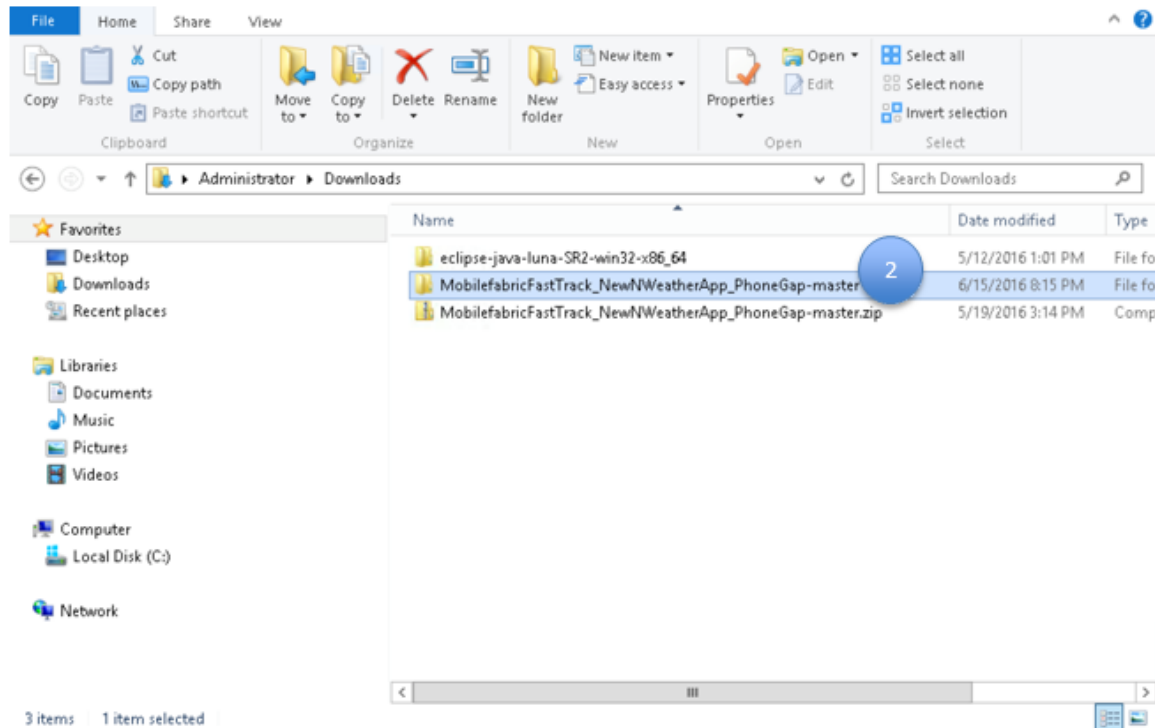 File Home Share View
Copy
Paste
Cut
Copy path
Paste shortcut
Clipboard
Move to
Copy to
Delete
Rename
Organize
New folder
New item
Easy access
New
Properties
Open
Edit
Open
Select all
Select none
Invert selection
Select
Administrator Downloads
Search Downloads
Favorites
Desktop
Downloads
Recent places
Libraries
Documents
Music
Pictures
Videos
Computer
Local Disk (C:)
Network
Name Date modified Type
eclipse-java-luna-SR2-win32-x86_64 5/12/2016 1:01 PM File fo
MobilefabricFastTrack_NewNWeatherApp_PhoneGap-master 6/15/2016 8:15 PM File fo
2
MobilefabricFastTrack_NewNWeatherApp_PhoneGap-master.zip 5/19/2016 3:14 PM Comp
3 items 1 item selected